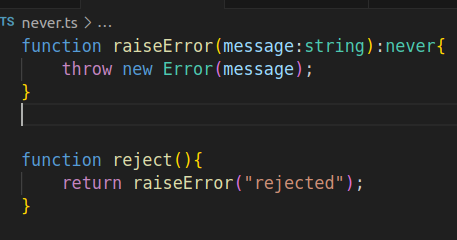 TS never.ts > ...
function raiseError(message:string):never{
    throw new Error(message);
}
function reject(){
    return raiseError("rejected");
}